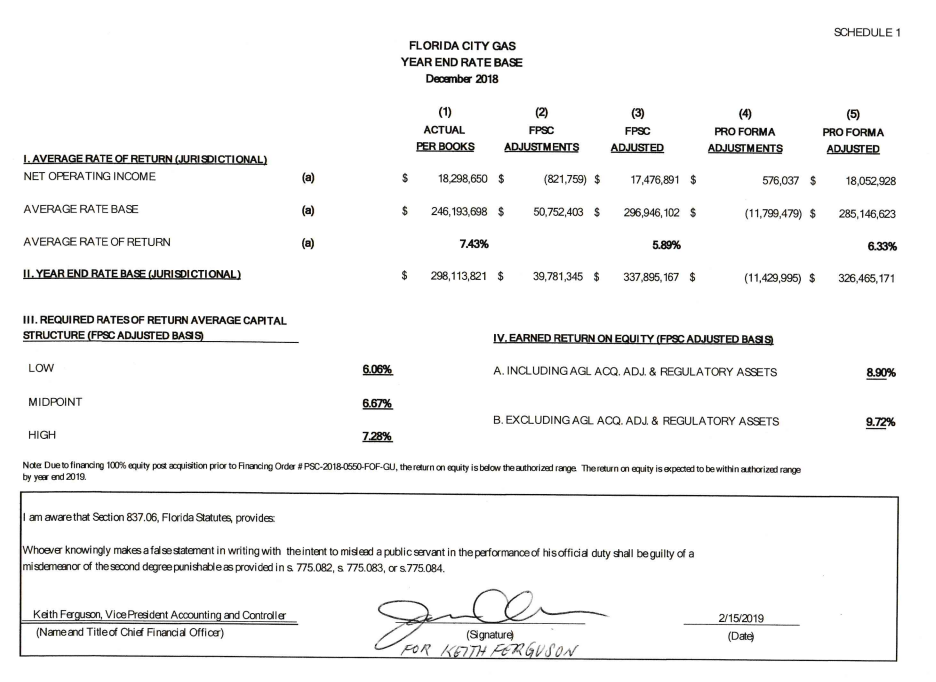 SCHEDULE 1
FLORIDA CITY GAS
YEAR END RATE BASE
December 2018
(1) (2) (3) (4) (5)
ACTUAL FPSC FPSC PRO FORMA PRO FORMA
PER BOOKS ADJUSTMENTS ADJUSTED ADJUSTMENTS ADJUSTED
I. AVERAGE RATE OF RETURN (JURISDICTIONAL)
NET OPERATING INCOME (a) $ 18,298,650 $ (821,759) $ 17,476,891 $ 576,037 $ 18,052,928
AVERAGE RATE BASE (a) $ 246,193,698 $ 50,752,403 $ 296,946,102 $ (11,799,479) $ 285,146,623
AVERAGE RATE OF RETURN (a) 7.43% 5.89% 6.33%
II. YEAR END RATE BASE (JURISDICTIONAL) $ 298,113,821 $ 39,781,345 $ 337,895,167 $ (11,429,995) $ 326,465,171
III. REQUIRED RATES OF RETURN AVERAGE CAPITAL
STRUCTURE (FPSC ADJUSTED BASIS) IV. EARNED RETURN ON EQUITY (FPSC ADJUSTED BASIS)
LOW 6.06% A. INCLUDING AGL ACQ. ADJ. & REGULATORY ASSETS 8.90%
MIDPOINT 6.67%
B. EXCLUDING AGL ACQ. ADJ. & REGULATORY ASSETS 9.72%
HIGH 7.28%
Note: Due to financing 100% equity post acquisition prior to Financing Order # PSC-2018-0550-FOF-GU, the return on equity is below the authorized range. The return on equity is expected to be within authorized range
by year end 2019.
I am aware that Section 837.06, Florida Statutes, provides:
Whoever knowingly makes a false statement in writing with the intent to mislead a public servant in the performance of his official duty shall be guilty of a
misdemeanor of the second degree punishable as provided in s. 775.082, s. 775.083, or s.775.084.
Keith Ferguson, Vice President Accounting and Controller 2/15/2019
(Name and Title of Chief Financial Officer) (Signature) (Date)
FOR KEITH FERGUSON